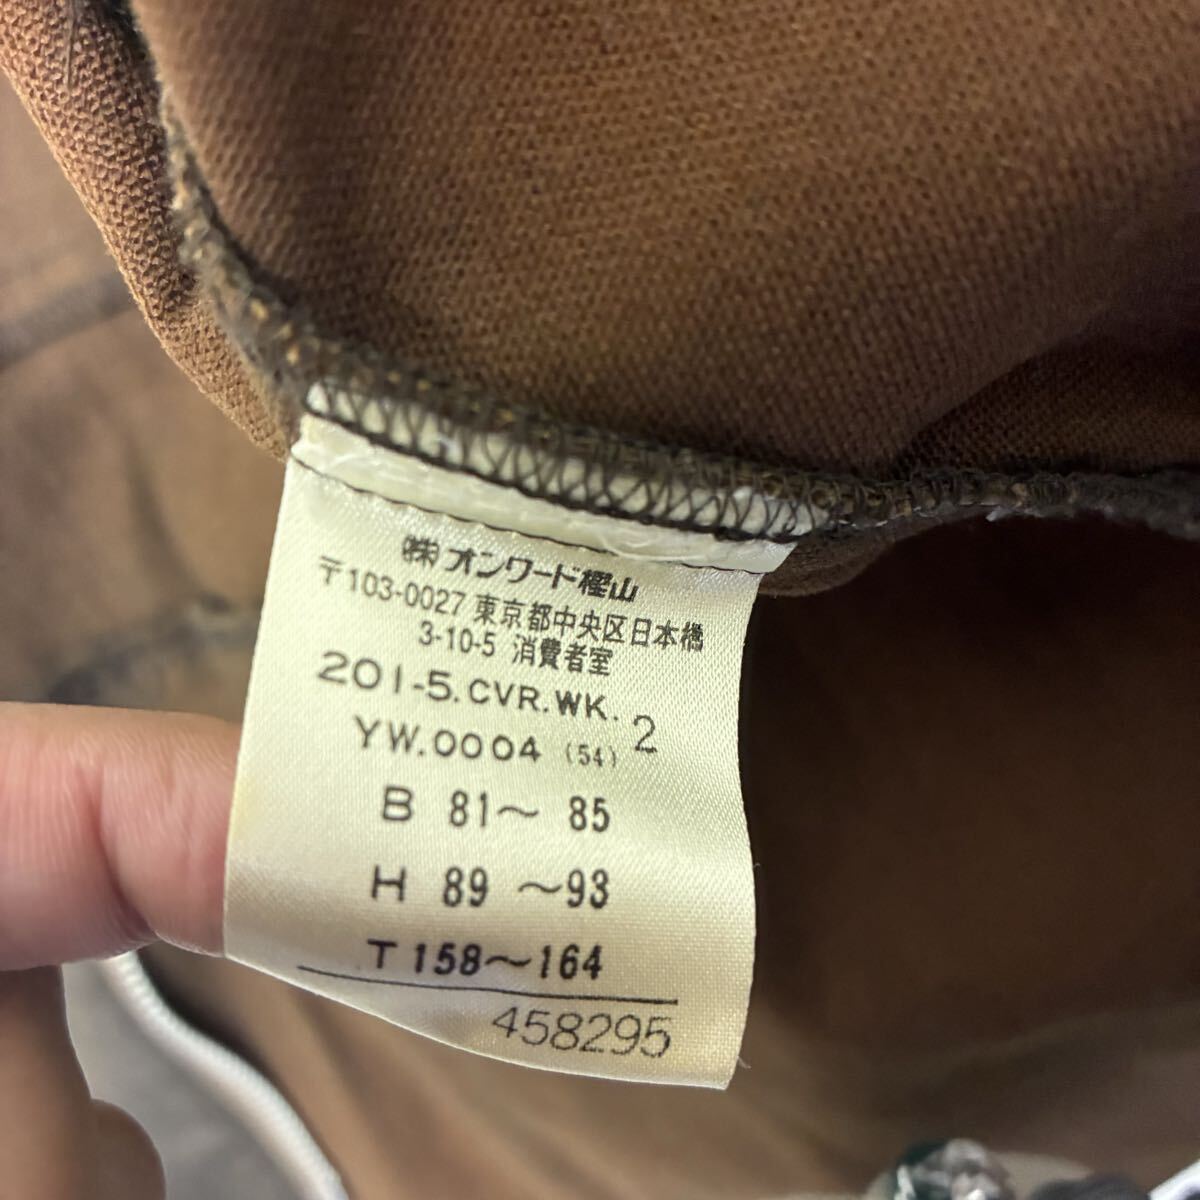 ㈱オンワード樫山
〒103-0027 東京都中央区日本橋
3-10-5 消費者室
201-5.CVR.WK.2
YW.0004 (54)
B 81〜 85
H 89 〜93
T 158〜164
458295